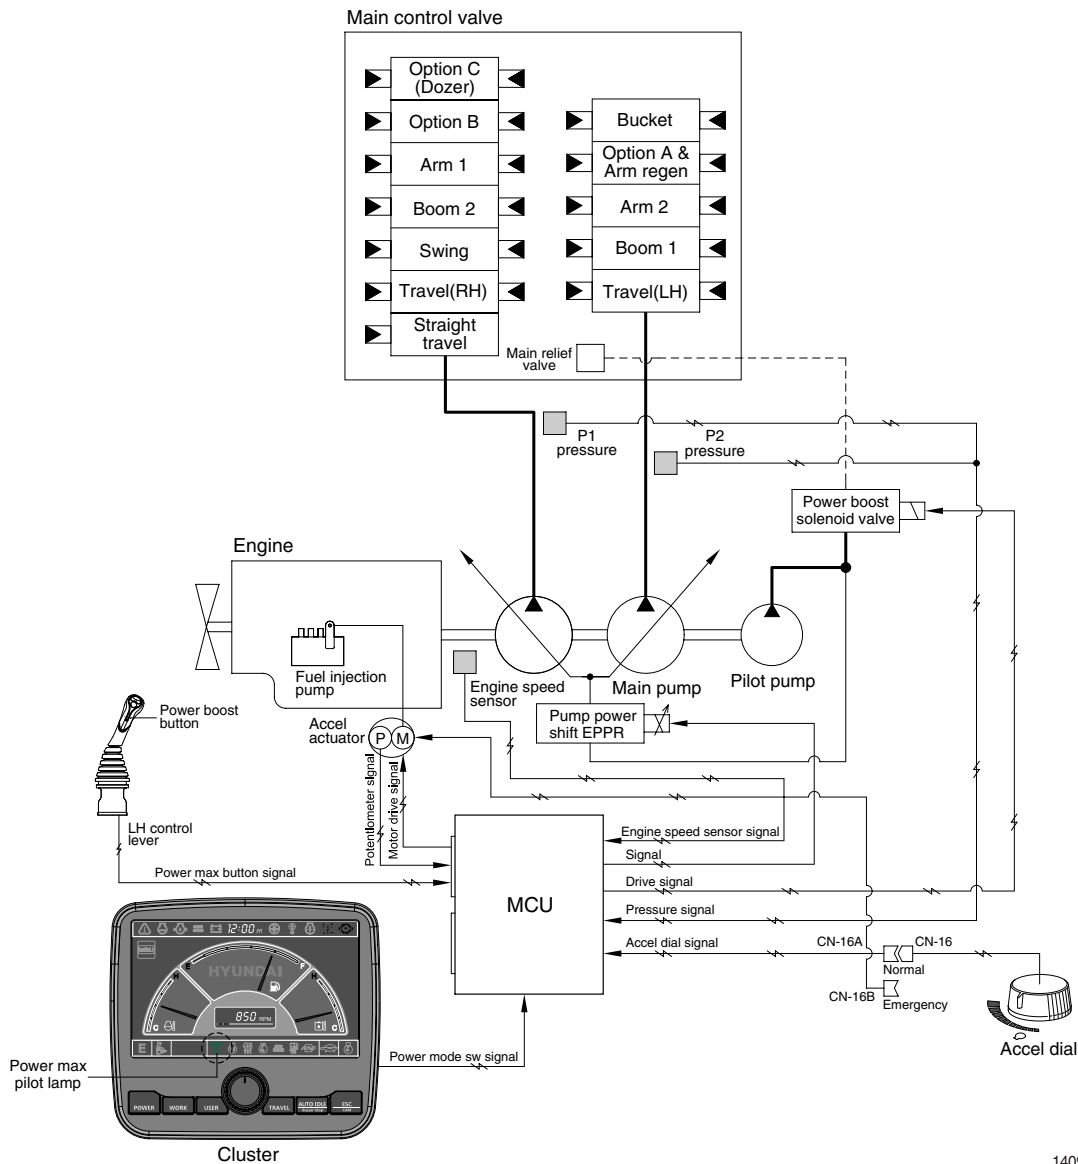 Main control valve
Option C
(Dozer)
Option B
Arm 1
Boom 2
Swing
Travel(RH)
Straight
travel
Bucket
Option A &
Arm regen
Arm 2
Boom 1
Travel(LH)
Main relief
valve
P1
pressure
P2
pressure
Power boost
solenoid valve
Engine
Fuel injection
pump
Engine speed
sensor
Main pump
Pilot pump
Pump power
shift EPPR
Accel
actuator
P M
Power boost
button
LH control
lever
Potentiometer signal
Motor drive signal
Power max button signal
MCU
Engine speed sensor signal
Signal
Drive signal
Pressure signal
Accel dial signal
CN-16A
CN-16
Normal
CN-16B
Emergency
Accel dial
Power mode sw signal
12:00
HYUNDAI
E F
H C
H C
850 RPM
E
POWER WORK USER TRAVEL AUTO IDLE
Buzzer Stop
ESC
CAM
Power max
pilot lamp
Cluster
1409